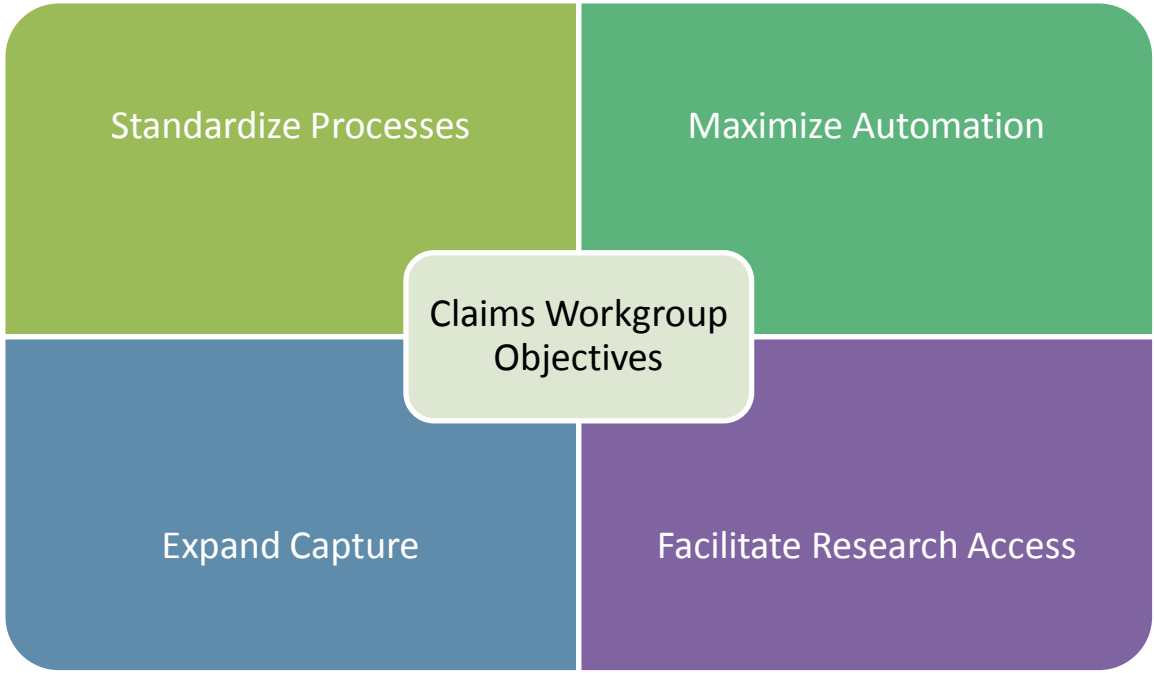 Standardize Processes
Maximize Automation
Claims Workgroup
Objectives
Expand Capture
Facilitate Research Access